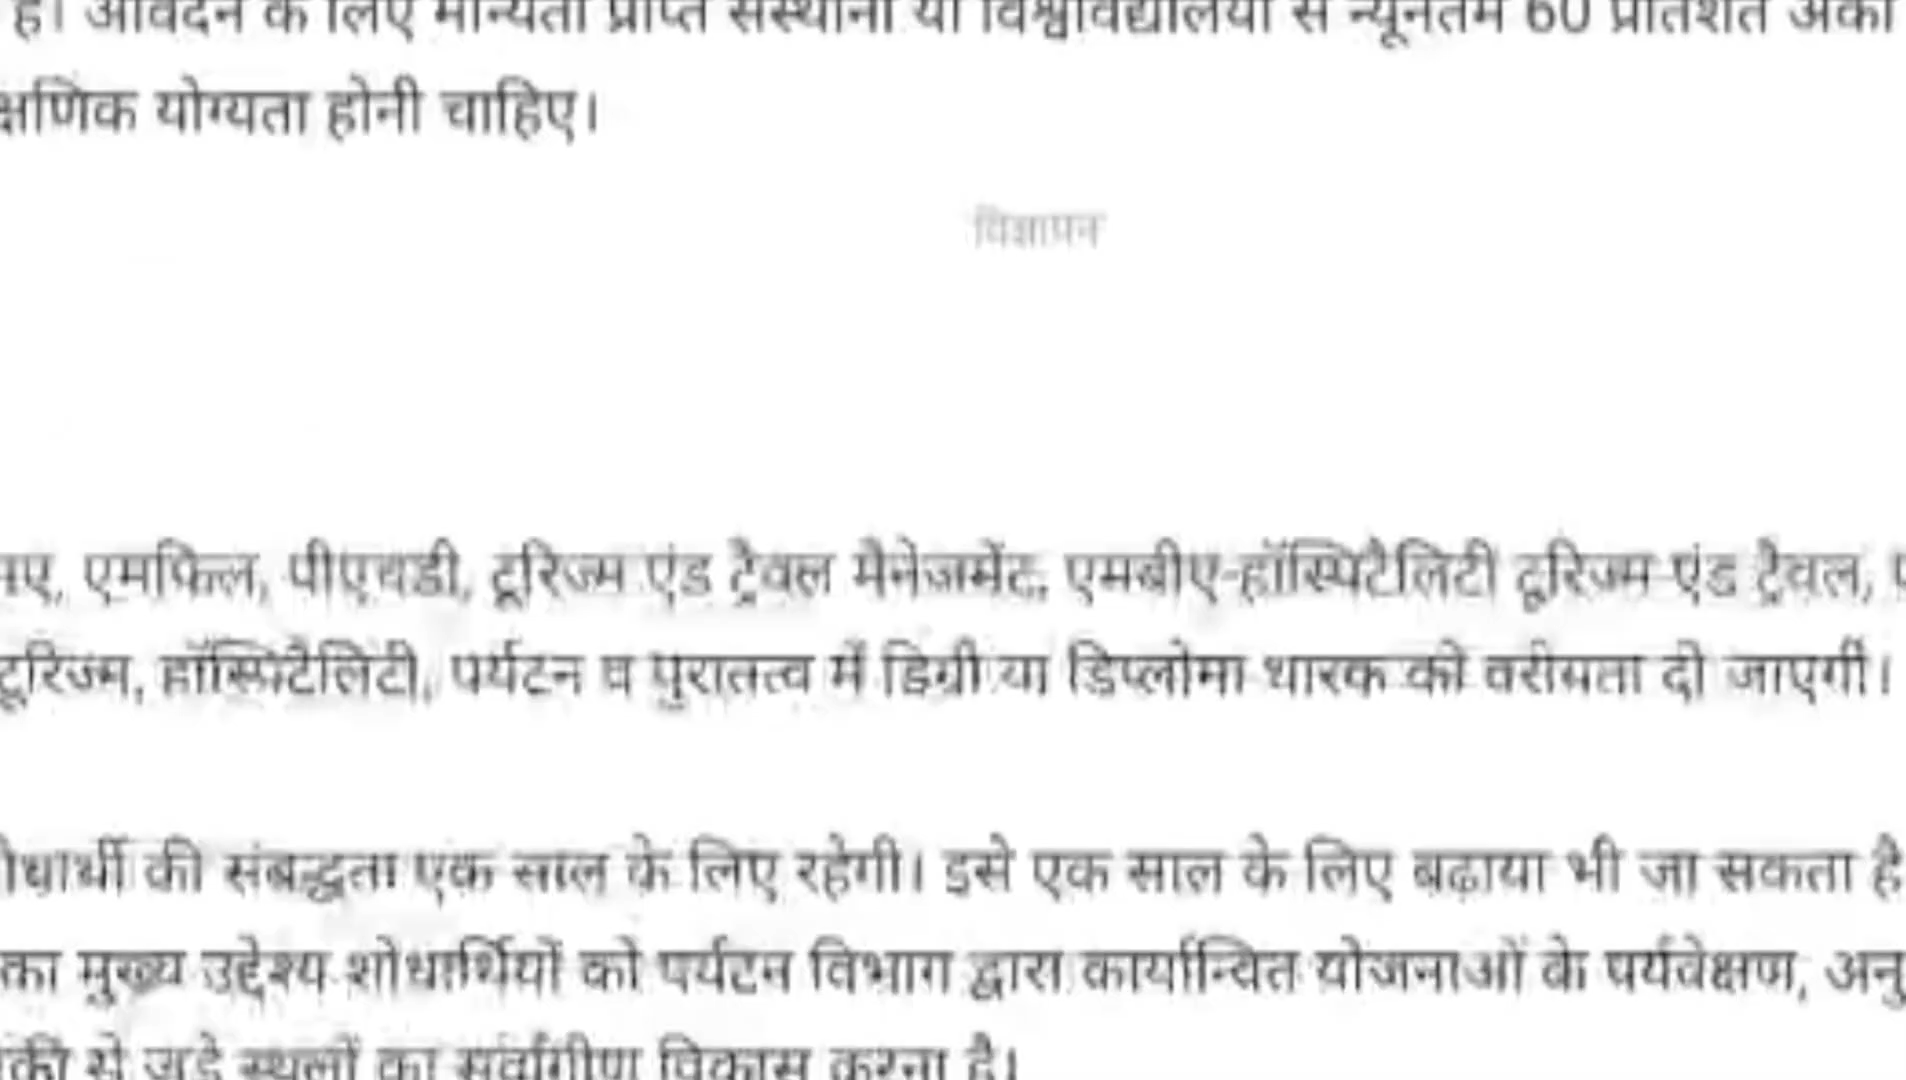 है। आवेदन के लिए मान्यता प्राप्त संस्थानों या विश्वविद्यालयों से न्यूनतम 60 प्रतिशत अंकों
क्षणिक योग्यता होनी चाहिए।
विज्ञापन
एमफिल, पीएचडी, टूरिज्म एंड ट्रैवल मैनेजमेंट, एमबीए-हॉस्पिटैलिटी टूरिज्म एंड ट्रैवल,
टूरिज्म, हॉस्पिटैलिटी, पर्यटन व पुरातत्व में डिग्री या डिप्लोमा धारक को वरीयता दी जाएगी।
की संबद्धता एक साल के लिए रहेगी। इसे एक साल के लिए बढ़ाया भी जा सकता है
का मुख्य उद्देश्य शोधार्थियों को पर्यटन विभाग द्वारा कार्यान्वित योजनाओं के पर्यवेक्षण, अनु
से जुड़े स्थलों का सर्वांगीण विकास करना है।